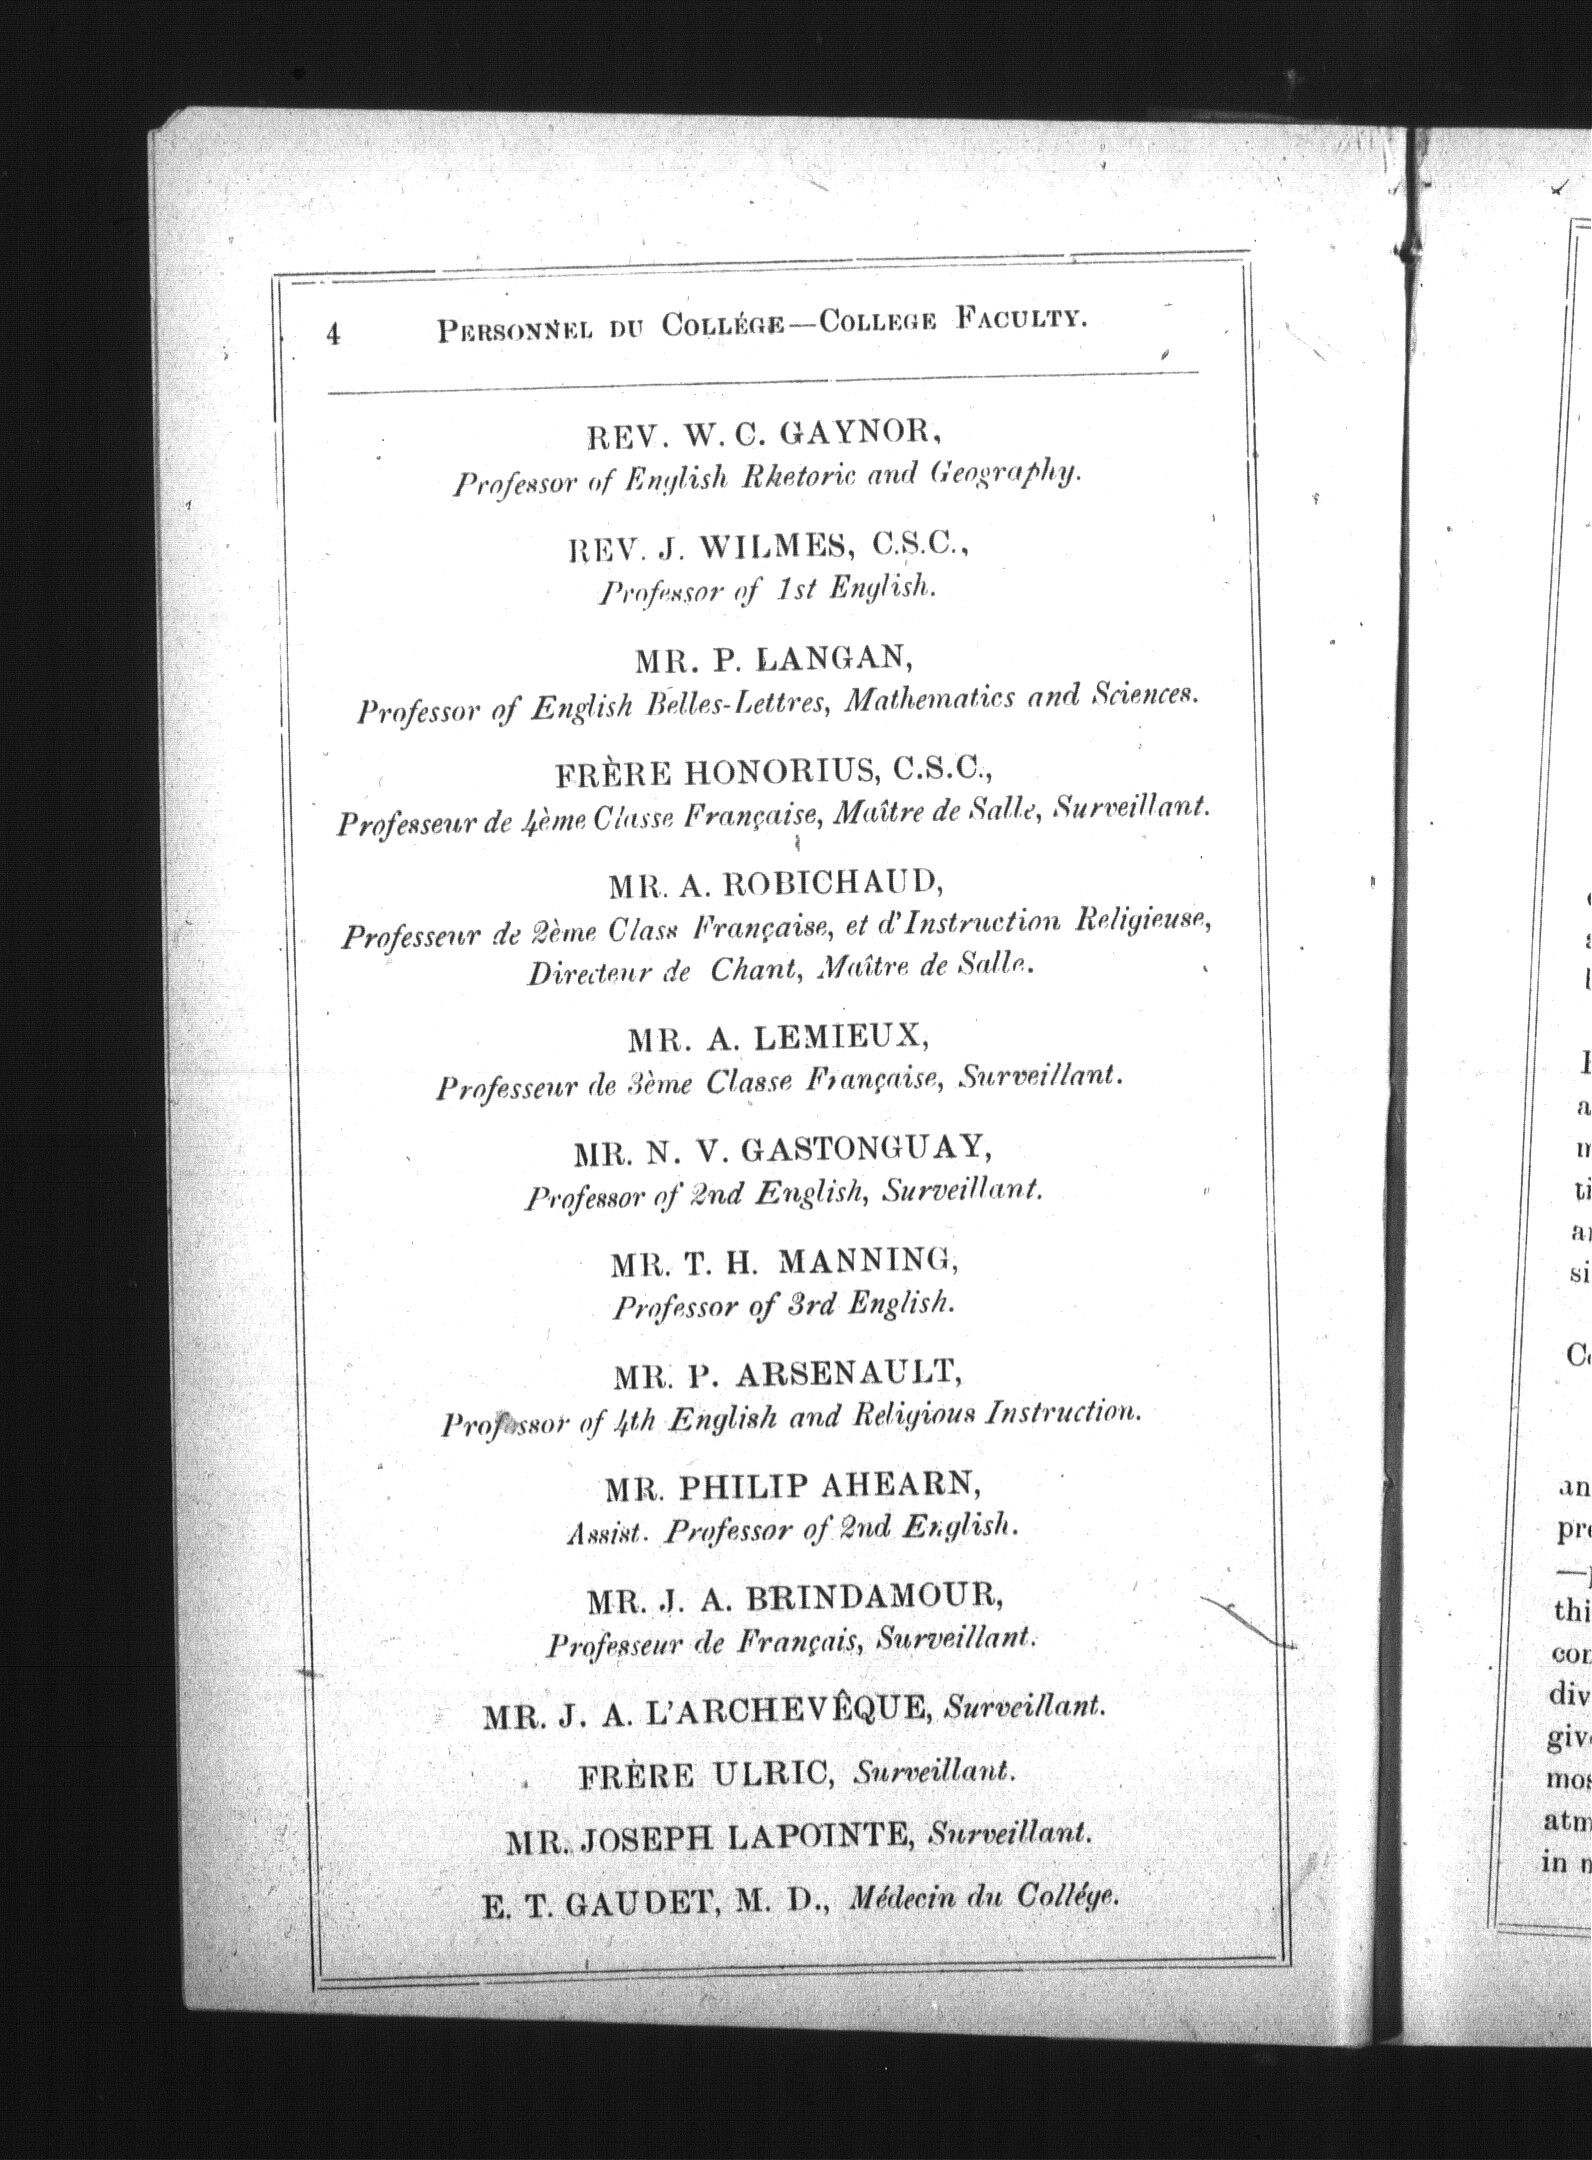 4 PERSONNEL DU COLLÉGE—COLLEGE FACULTY.
REV. W. C. GAYNOR,
Professor of English Rhetoric and Geography.
REV. J. WILMES, C.S.C.,
Professor of 1st English.
MR. P. LANGAN,
Professor of English Belles-Lettres, Mathematics and Sciences.
FRÈRE HONORIUS, C.S.C.,
Professeur de 4ème Classe Française, Maître de Salle, Surveillant.
MR. A. ROBICHAUD,
Professeur de 2ème Class Française, et d'Instruction Religieuse,
Directeur de Chant, Maître de Salle.
MR. A. LEMIEUX,
Professeur de 3ème Classe Française, Surveillant.
MR. N. V. GASTONGUAY,
Professor of 2nd English, Surveillant.
MR. T. H. MANNING,
Professor of 3rd English.
MR. P. ARSENAULT,
Professor of 4th English and Religious Instruction.
MR. PHILIP AHEARN,
Assist. Professor of 2nd English.
MR. J. A. BRINDAMOUR,
Professeur de Français, Surveillant.
MR. J. A. L'ARCHEVÊQUE, Surveillant.
FRÈRE ULRIC, Surveillant.
MR. JOSEPH LAPOINTE, Surveillant.
E. T. GAUDET, M. D., Médecin du Collége.